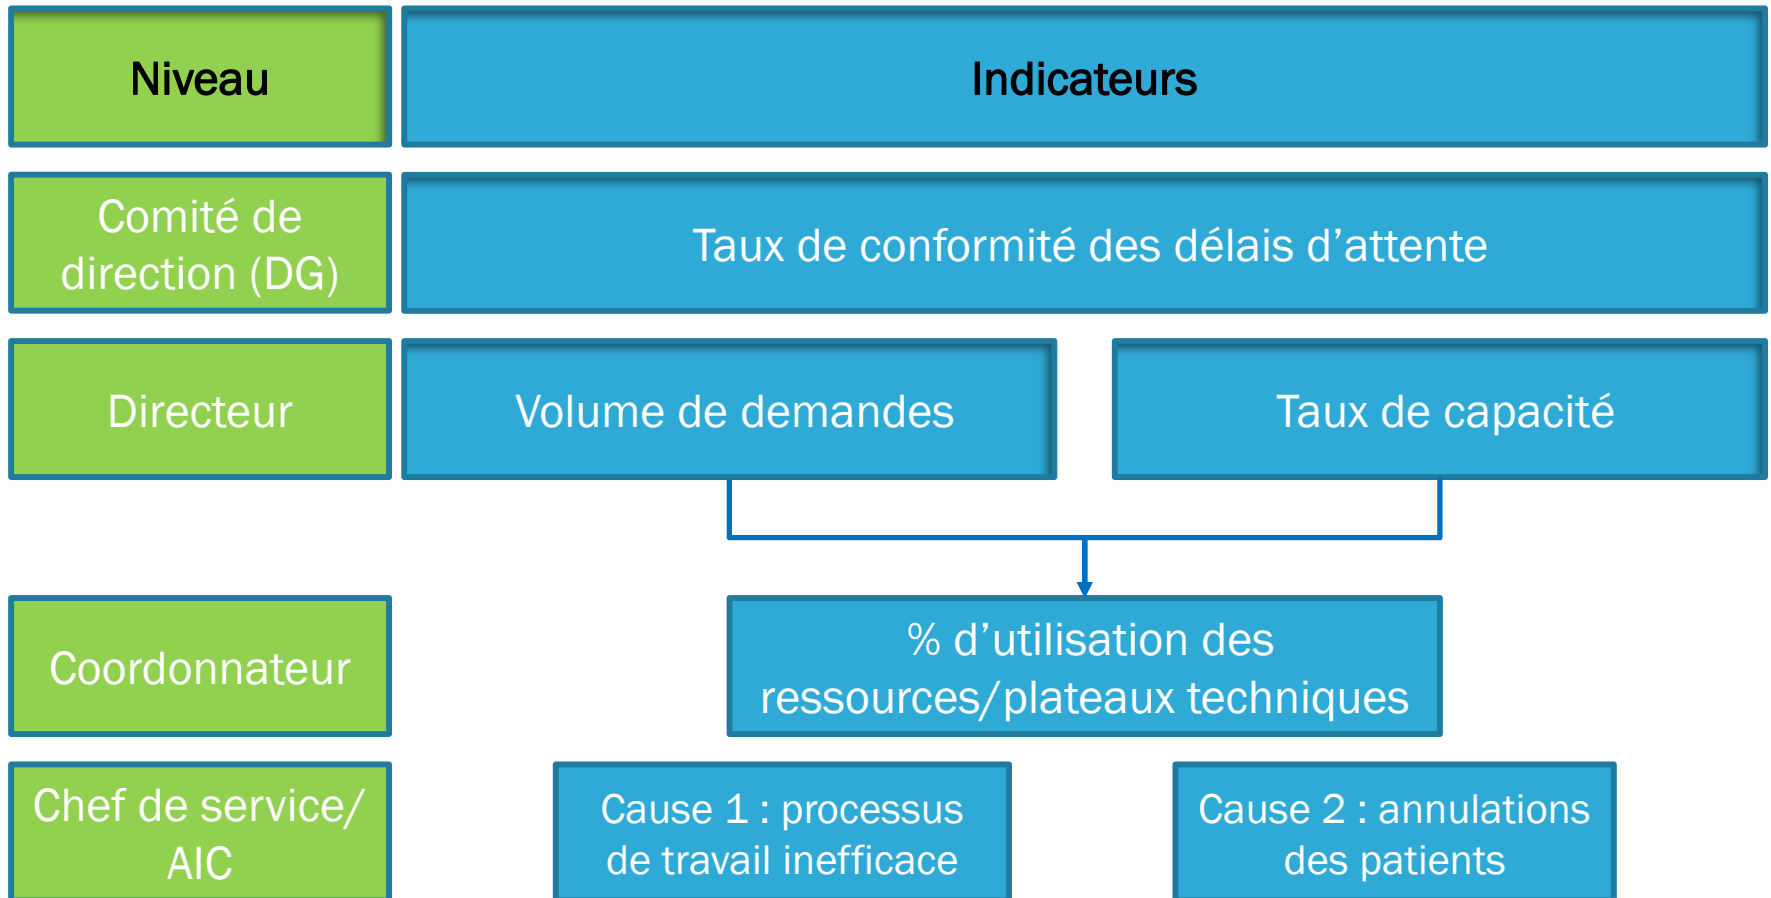 Niveau
Indicateurs
Comité de
direction (DG)
Taux de conformité des délais d’attente
Directeur
Volume de demandes
Taux de capacité
Coordonnateur
% d’utilisation des
ressources/plateaux techniques
Chef de service/
AIC
Cause 1 : processus
de travail inefficace
Cause 2 : annulations
des patients